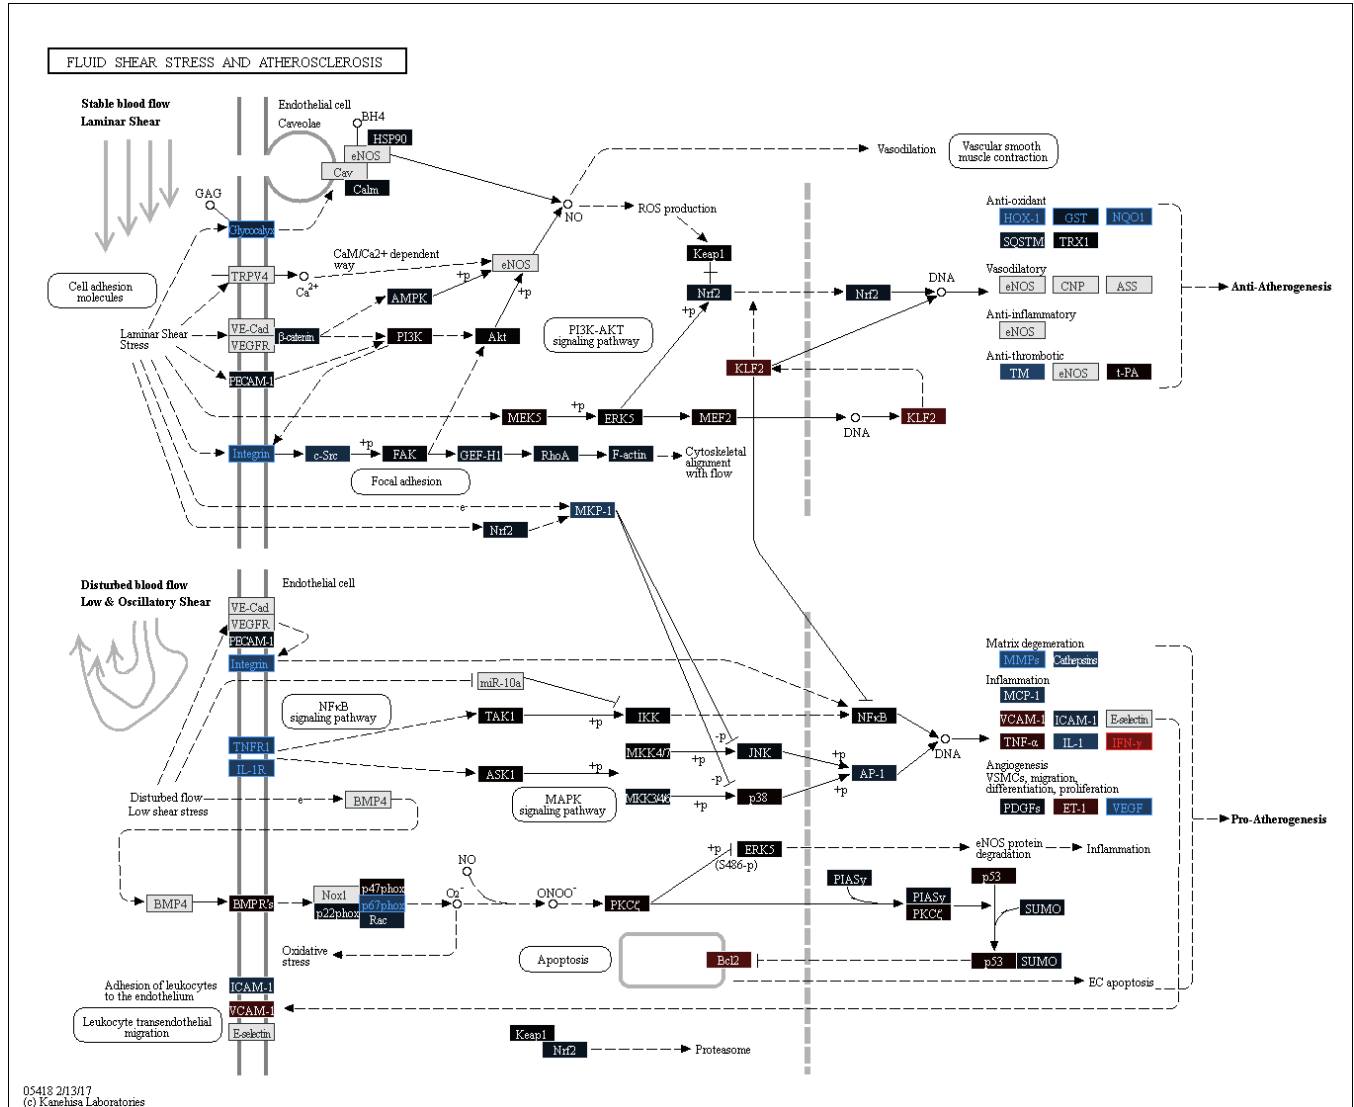 FLUID SHEAR STRESS AND ATHEROSCLEROSIS
Stable blood flow
Laminar Shear
Endothelial cell
Caveolae
BH4
HSP90
eNOS
Cav
Calm
Vasodilation
Vascular smooth
muscle contraction
GAG
Glycocalyx
NO
ROS production
Anti-oxidant
HOX-1
GST
NQO1
SQSTM
TRX1
Keap1
CaM/Ca2+ dependent
way
eNOS
TRPV4
Ca2+
Cell adhesion
molecules
+p
AMPK
+p
Nrf2
+p
Nrf2
DNA
Vasodilatory
eNOS
CNP
ASS
Anti-Atherogenesis
Laminar Shear
Stress
VE-Cad
VEGFR
β-catenin
PI3K
Akt
PI3K-AKT
signaling pathway
Anti-inflammatory
eNOS
Anti-thrombotic
TM
eNOS
t-PA
KLF2
PECAM-1
MEK5
+p
ERK5
MEF2
DNA
KLF2
Integrin
c-Src
+p
FAK
GEF-H1
RhoA
F-actin
Cytoskeletal
alignment
with flow
Focal adhesion
e
MKP-1
Nrf2
Disturbed blood flow
Low & Oscillatory Shear
Endothelial cell
VE-Cad
VEGFR
PECAM-1
Integrin
miR-10a
NFκB
signaling pathway
TAK1
+p
IKK
NFκB
DNA
Matrix degeneration
MMPs
Cathepsins
Inflammation
MCP-1
VCAM-1
ICAM-1
E-selectin
TNF-α
IL-1
IFN-γ
TNFR1
IL-1R
ASK1
+p
MKK4/7
+p
-p
JNK
+p
AP-1
MAPK
signaling pathway
MKK3/4/6
+p
-p
p38
+p
Angiogenesis
VSMCs, migration,
differentiation, proliferation
PDGFs
ET-1
VEGF
Pro-Atherogenesis
Disturbed flow
Low shear stress
e
BMP4
+p
(S486-p)
ERK5
eNOS protein
degradation
Inflammation
BMP4
BMPR's
Nox1
p47phox
p67phox
p22phox
Rac
O2-
NO
ONOO-
PKCζ
PIASy
PIASy
PKCζ
p53
SUMO
p53
SUMO
Oxidative
stress
Apoptosis
Bcl2
EC apoptosis
Adhesion of leukocytes
to the endothelium
ICAM-1
VCAM-1
E-selectin
Leukocyte transendothelial
migration
Keap1
Nrf2
Proteasome
05418 2/13/17
(c) Kanehisa Laboratories